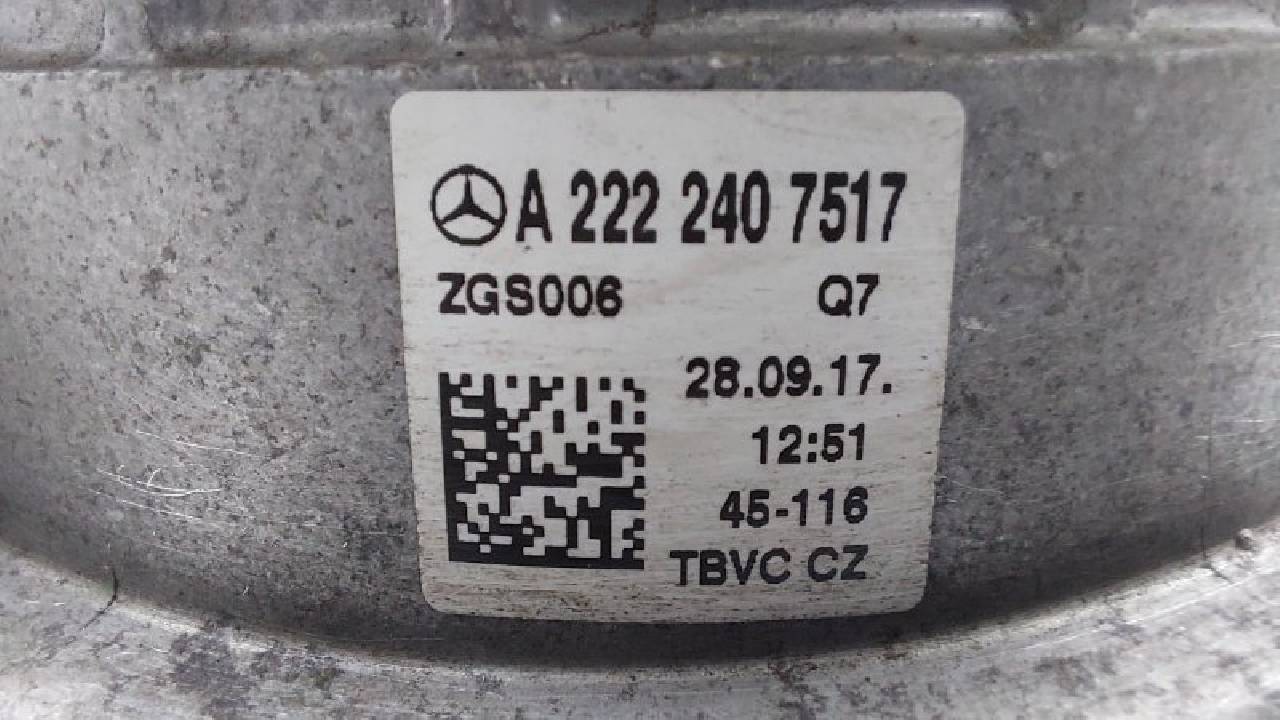 A 222 240 7517
ZGS006 Q7
28.09.17.
12:51
45-116
TBVC CZ